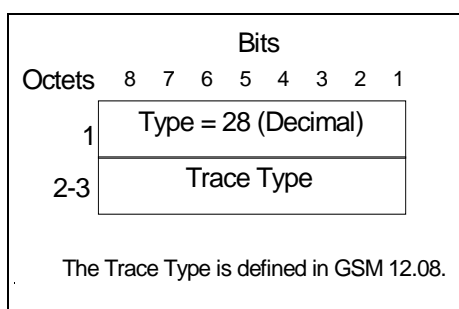 Bits
Octets 8 7 6 5 4 3 2 1
1 Type = 28 (Decimal)
2-3 Trace Type
The Trace Type is defined in GSM 12.08.